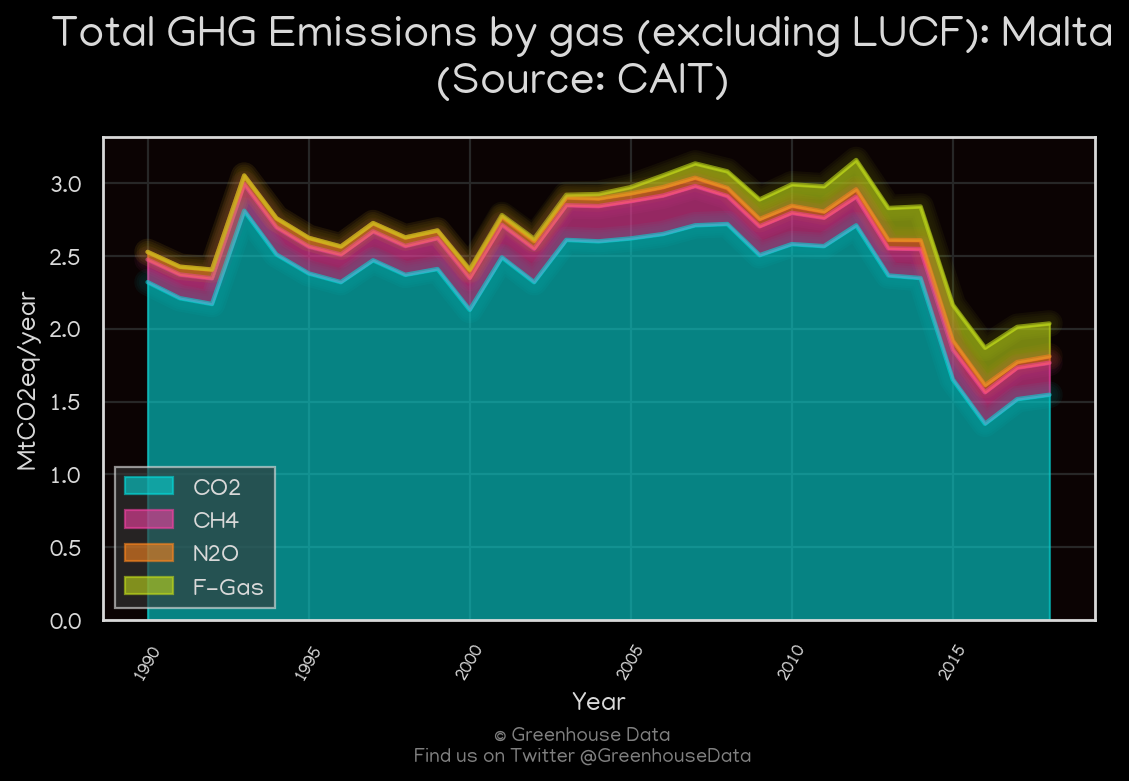 Total GHG Emissions by gas (excluding LUCF): Malta
(Source: CAIT)
MtCO2eq/year
3.0
2.5
2.0
1.5
1.0
0.5
0.0
CO2
CH4
N2O
F-Gas
1990
1995
2000
2005
2010
2015
Year
© Greenhouse Data
Find us on Twitter @GreenhouseData